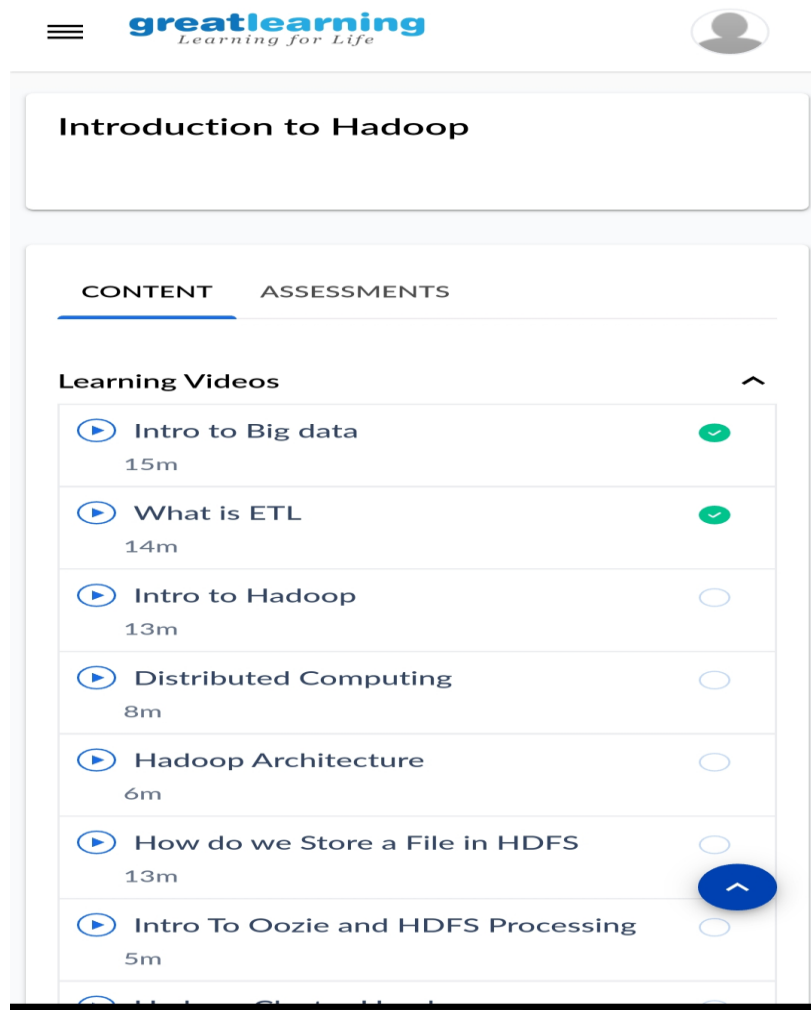 greatlearning
Learning for Life
Introduction to Hadoop
CONTENT ASSESSMENTS
Learning Videos
Intro to Big data
15m
What is ETL
14m
Intro to Hadoop
13m
Distributed Computing
8m
Hadoop Architecture
6m
How do we Store a File in HDFS
13m
Intro To Oozie and HDFS Processing
5m